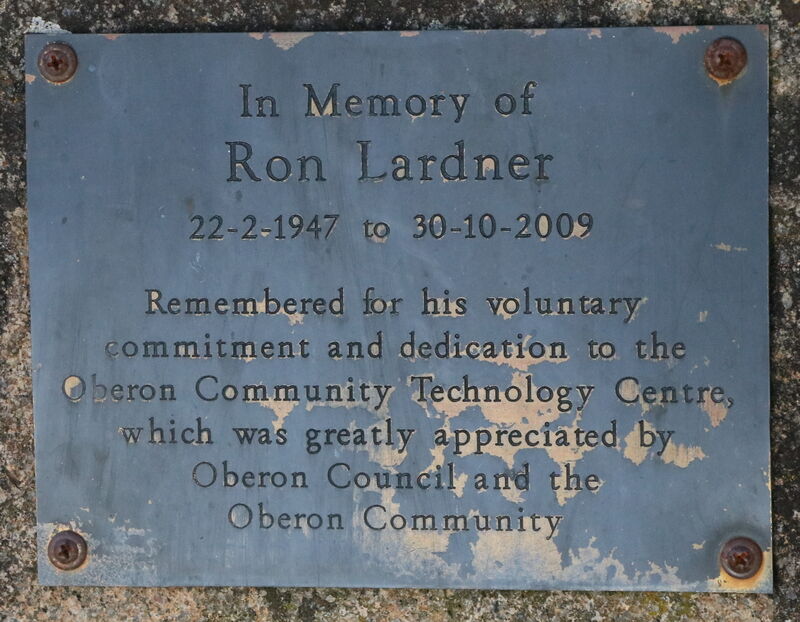 In Memory of
Ron Lardner
22-2-1947 to 30-10-2009
Remembered for his voluntary
commitment and dedication to the
Oberon Community Technology Centre,
which was greatly appreciated by
Oberon Council and the
Oberon Community